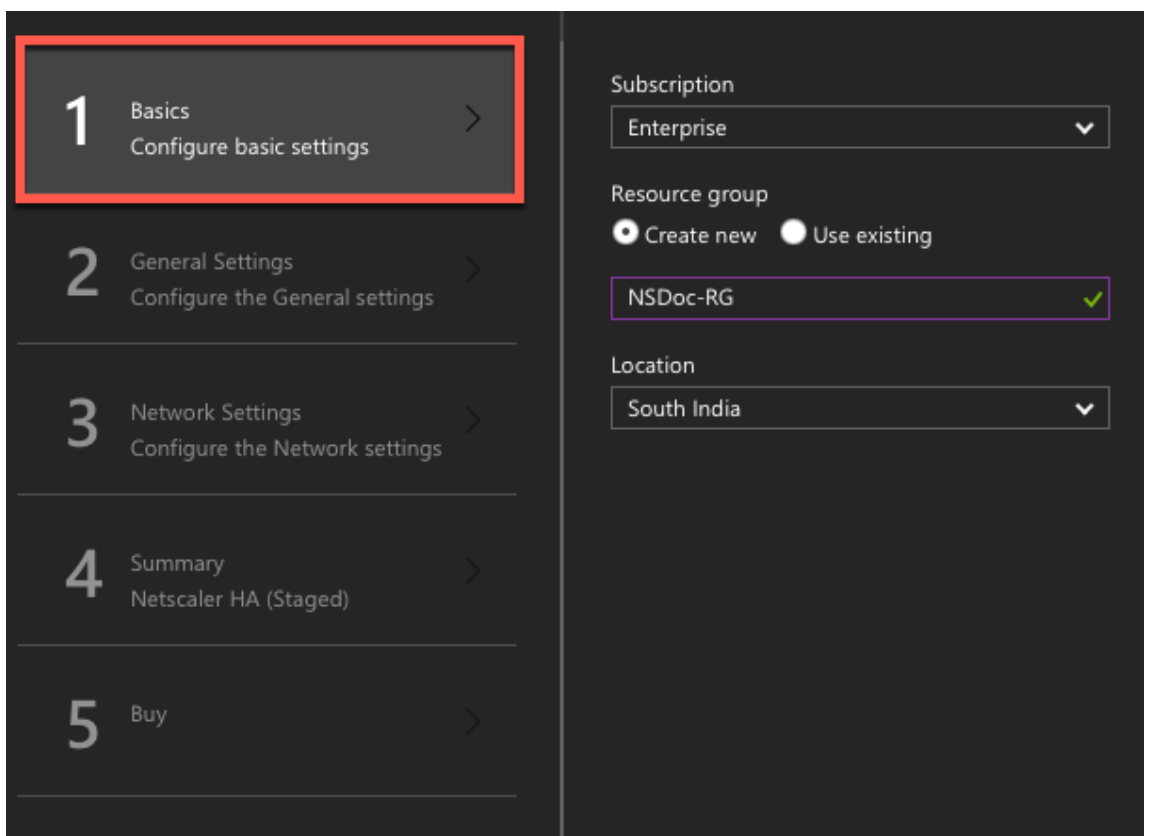 1
Basics
Configure basic settings
2
General Settings
Configure the General settings
3
Network Settings
Configure the Network settings
4
Summary
Netscaler HA (Staged)
5
Buy
Subscription
Enterprise
Resource group
Create new Use existing
NSDoc-RG
Location
South India